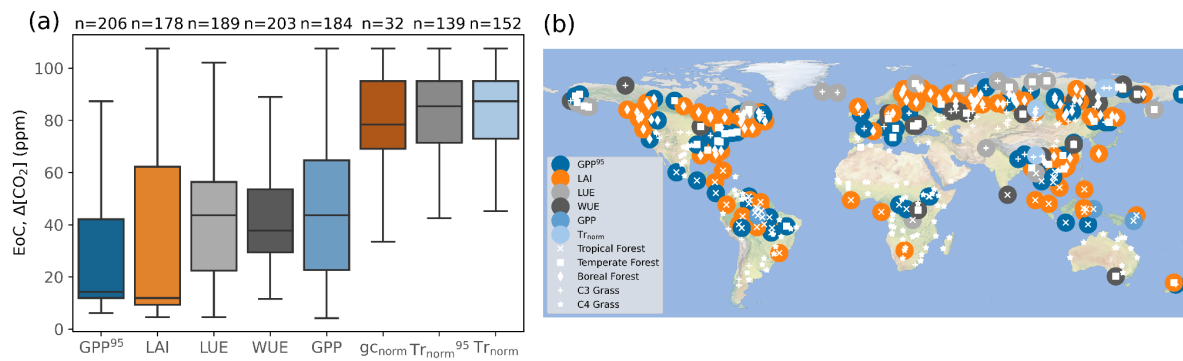 (a)
n=206 n=178 n=189 n=203 n=184 n=32 n=139 n=152
EoC, Δ[CO₂] (ppm)
100
80
60
40
20
0
GPP⁹⁵ LAI LUE WUE GPP gcₙₒᵣₘ Trₙₒᵣₘ⁹⁵ Trₙₒᵣₘ
(b)
GPP⁹⁵
LAI
LUE
WUE
GPP
Trₙₒᵣₘ
Tropical Forest
Temperate Forest
Boreal Forest
C3 Grass
C4 Grass